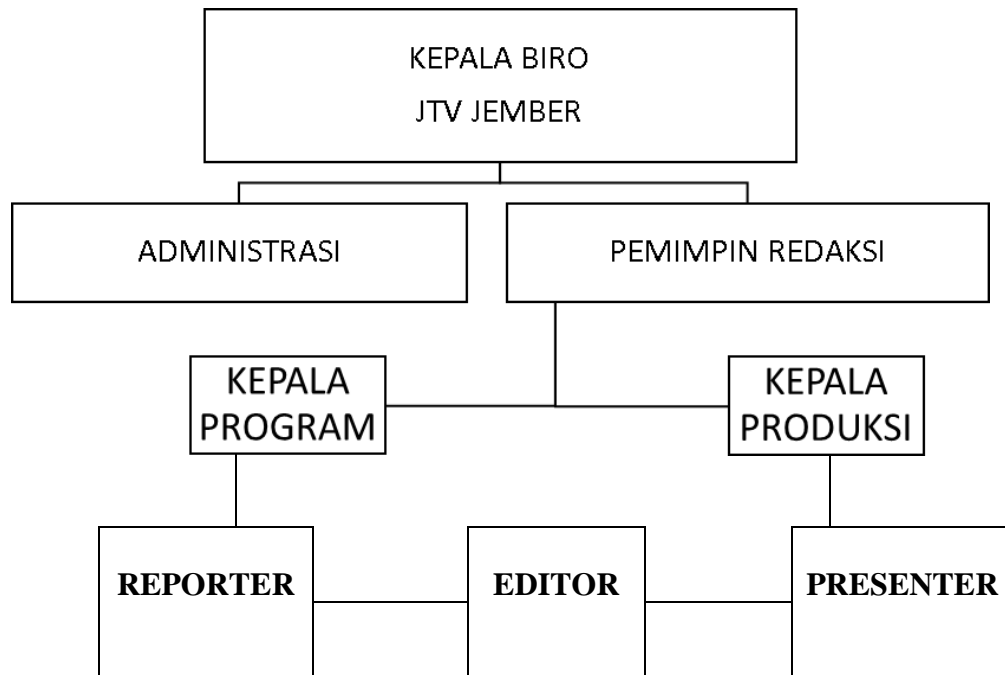 KEPALA BIRO
JTV JEMBER
ADMINISTRASI
PEMIMPIN REDAKSI
KEPALA
PROGRAM
KEPALA
PRODUKSI
REPORTER
EDITOR
PRESENTER